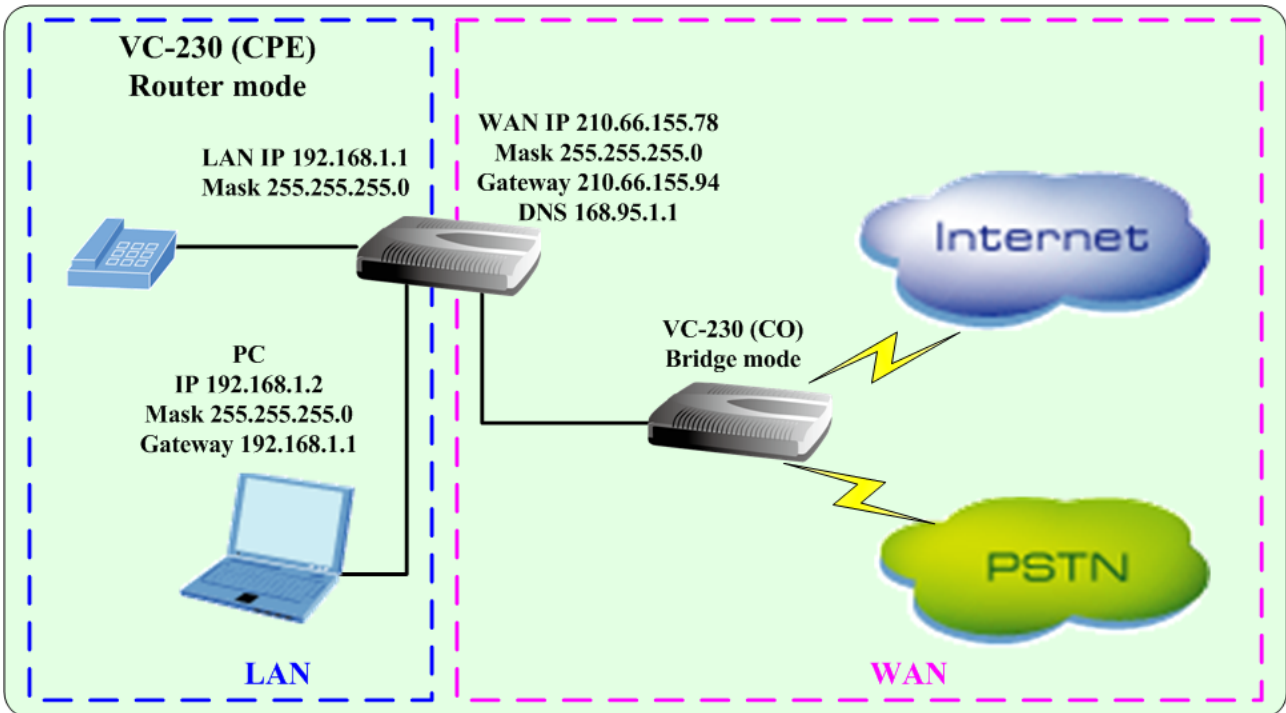 VC-230 (CPE)
Router mode
LAN IP 192.168.1.1
Mask 255.255.255.0
WAN IP 210.66.155.78
Mask 255.255.255.0
Gateway 210.66.155.94
DNS 168.95.1.1
Internet
VC-230 (CO)
Bridge mode
PC
IP 192.168.1.2
Mask 255.255.255.0
Gateway 192.168.1.1
PSTN
LAN
WAN